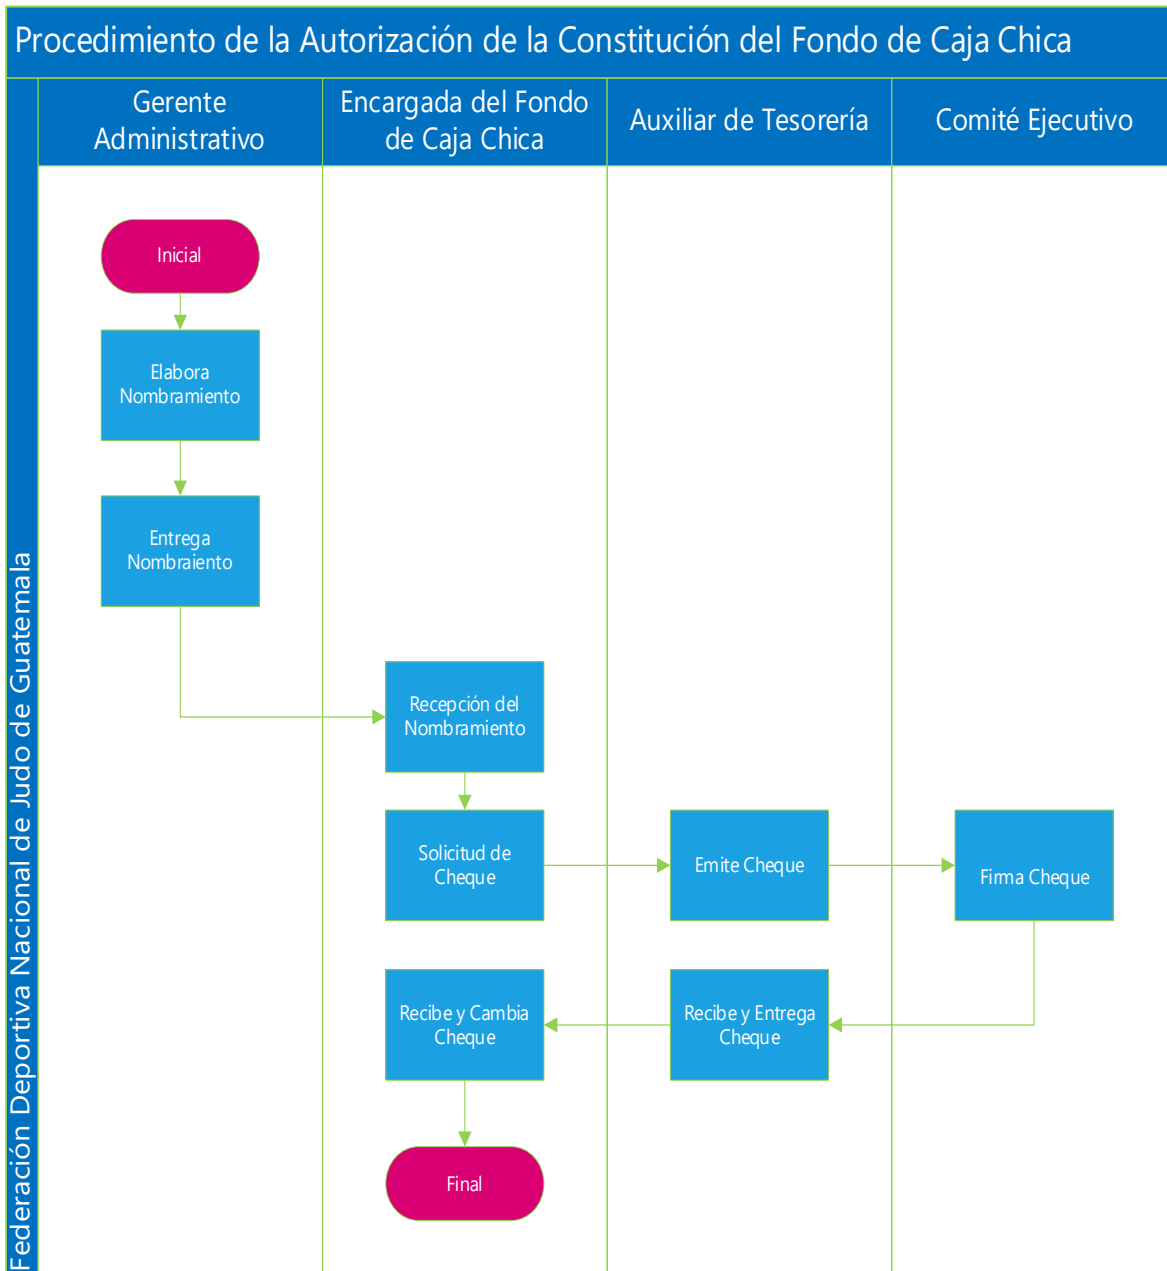 Procedimiento de la Autorización de la Constitución del Fondo de Caja Chica
Federación Deportiva Nacional de Judo de Guatemala
Gerente
Administrativo
Encargada del Fondo
de Caja Chica
Auxiliar de Tesorería
Comité Ejecutivo
Inicial
Elabora
Nombramiento
Entrega
Nombraiento
Recepción del
Nombramiento
Solicitud de
Cheque
Emite Cheque
Firma Cheque
Recibe y Entrega
Cheque
Recibe y Cambia
Cheque
Final